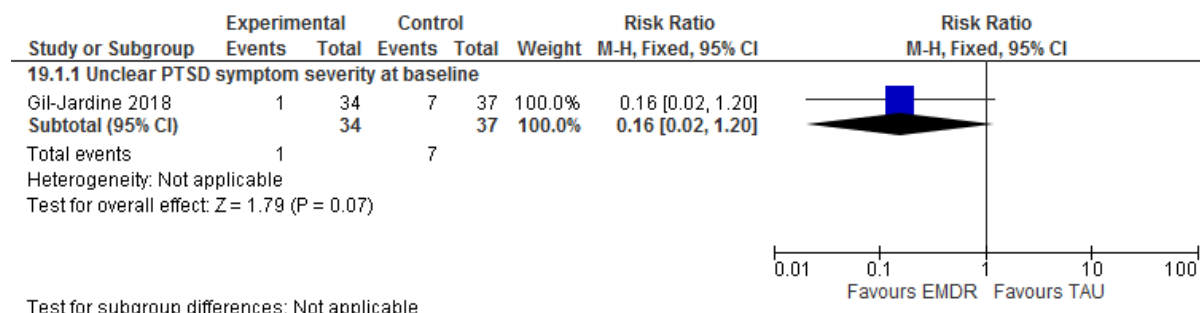 Experimental Control Risk Ratio Risk Ratio
Study or Subgroup Events Total Events Total Weight M-H, Fixed, 95% CI M-H, Fixed, 95% CI
19.1.1 Unclear PTSD symptom severity at baseline
Gil-Jardine 2018 1 34 7 37 100.0% 0.16 [0.02, 1.20]
Subtotal (95% CI) 34 37 100.0% 0.16 [0.02, 1.20]
Total events 1 7
Heterogeneity: Not applicable
Test for overall effect: Z = 1.79 (P = 0.07)
0.01 0.1 1 10 100
Favours EMDR Favours TAU
Test for subgroup differences: Not applicable